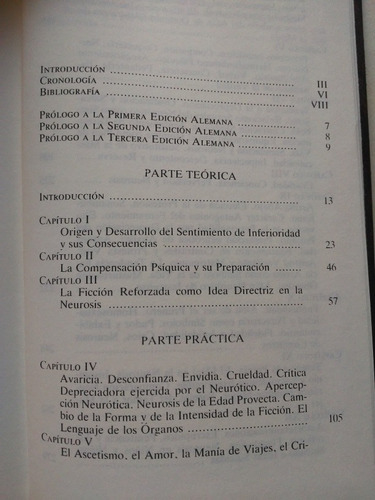 INTRODUCCIÓN
CRONOLOGÍA ........ III
BIBLIOGRAFÍA ........ VI
VIII
PRÓLOGO A LA PRIMERA EDICIÓN ALEMANA ........ 7
PRÓLOGO A LA SEGUNDA EDICIÓN ALEMANA ........ 8
PRÓLOGO A LA TERCERA EDICIÓN ALEMANA ........ 9
PARTE TEÓRICA
INTRODUCCIÓN ........ 13
CAPÍTULO I
Origen y Desarrollo del Sentimiento de Inferioridad
y sus Consecuencias ........ 23
CAPÍTULO II
La Compensación Psíquica y su Preparación ........ 46
CAPÍTULO III
La Ficción Reforzada como Idea Directriz en la
Neurosis ........ 57
PARTE PRÁCTICA
CAPÍTULO IV
Avaricia. Desconfianza. Envidia. Crueldad. Crítica
Depreciadora ejercida por el Neurótico. Apercep-
ción Neurótica. Neurosis de la Edad Provecta. Cam-
bio de la Forma y de la Intensidad de la Ficción. El
Lenguaje de los Órganos ........ 105
CAPÍTULO V
El Ascetismo, el Amor, la Manía de Viajes, el Cri-